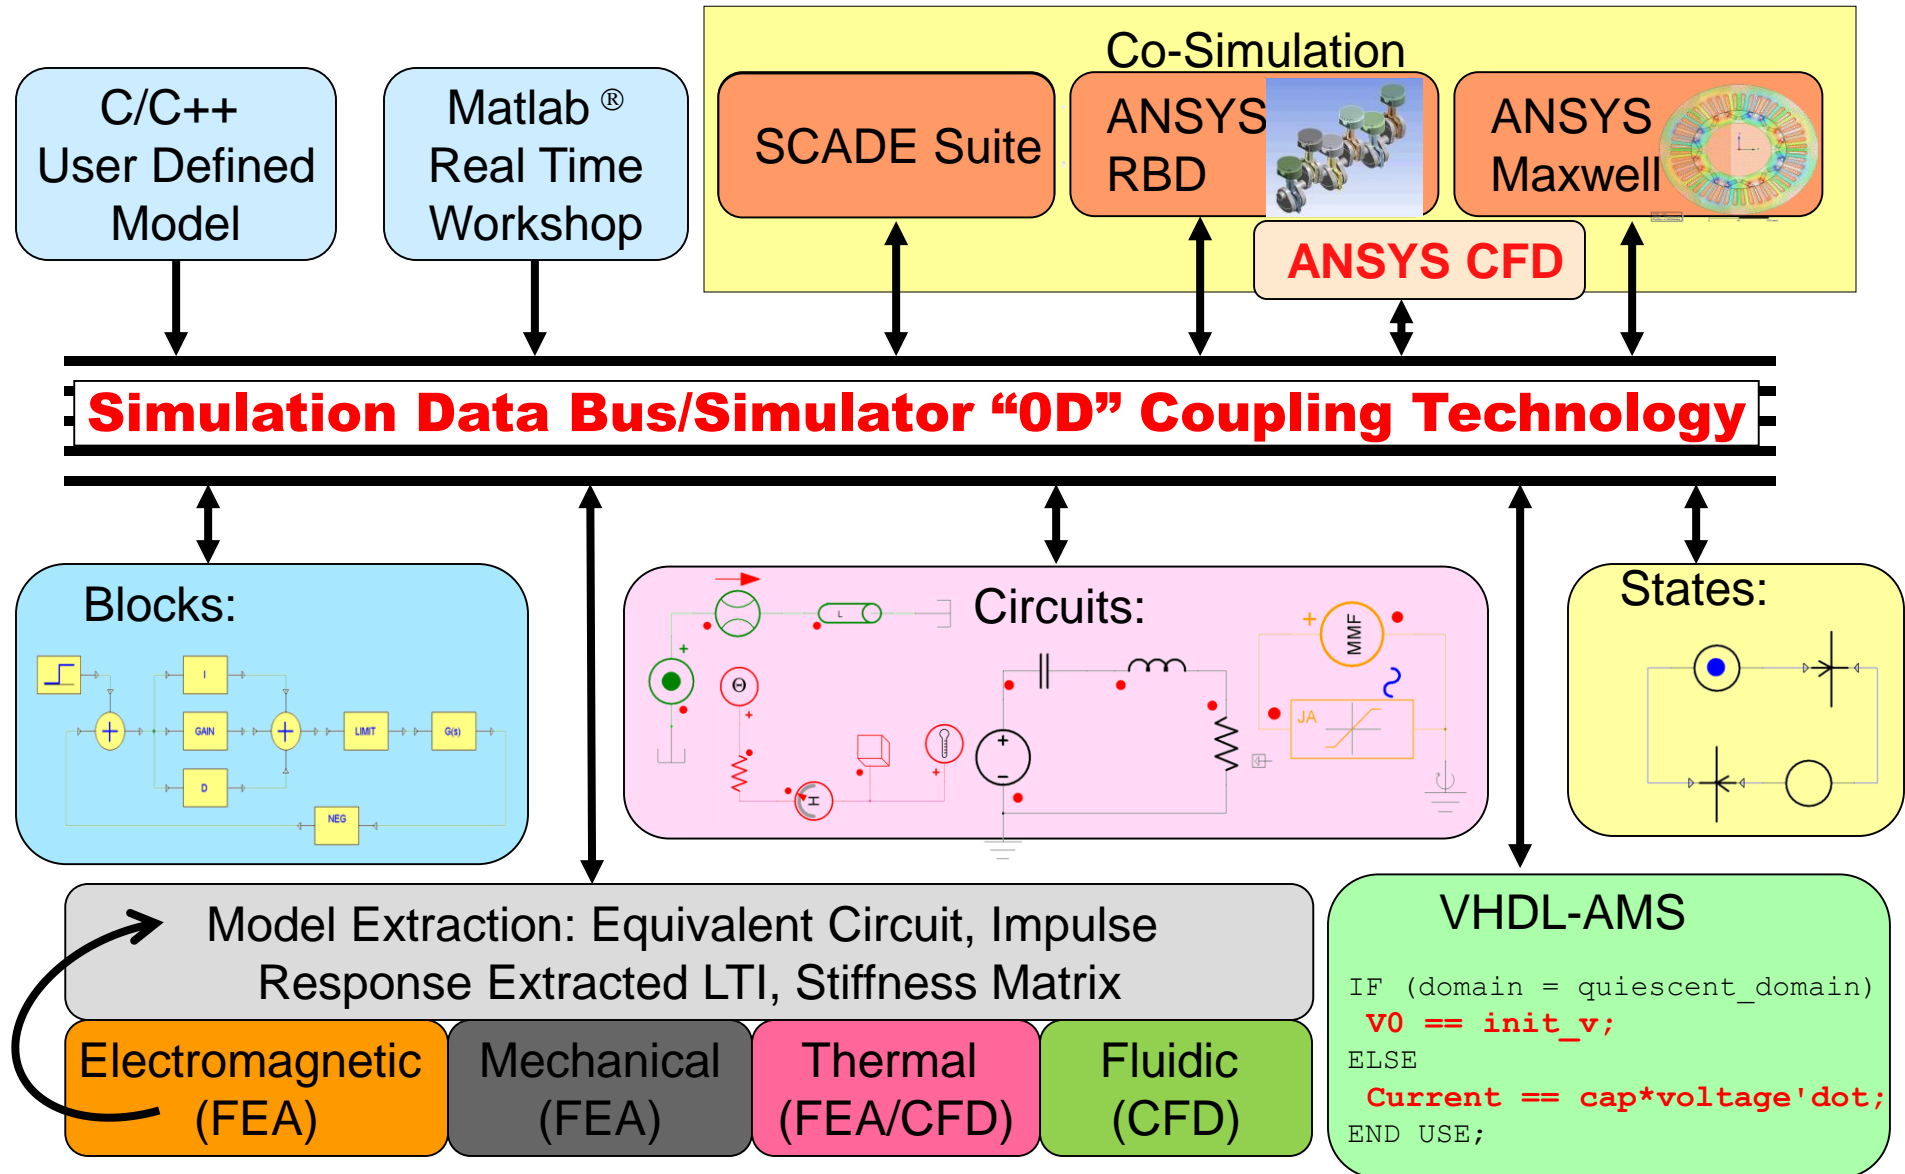 Co-Simulation
C/C++
User Defined
Model
Matlab ®
Real Time
Workshop
SCADE Suite
ANSYS
RBD
ANSYS
Maxwell
ANSYS CFD
Simulation Data Bus/Simulator “0D” Coupling Technology
Blocks:
I
GAIN
D
LIMIT
G(s)
NEG
Circuits:
L
Θ
H
MMF
JA
States:
Model Extraction: Equivalent Circuit, Impulse
Response Extracted LTI, Stiffness Matrix
Electromagnetic
(FEA)
Mechanical
(FEA)
Thermal
(FEA/CFD)
Fluidic
(CFD)
VHDL-AMS
IF (domain = quiescent_domain)
V0 == init_v;
ELSE
Current == cap*voltage'dot;
END USE;